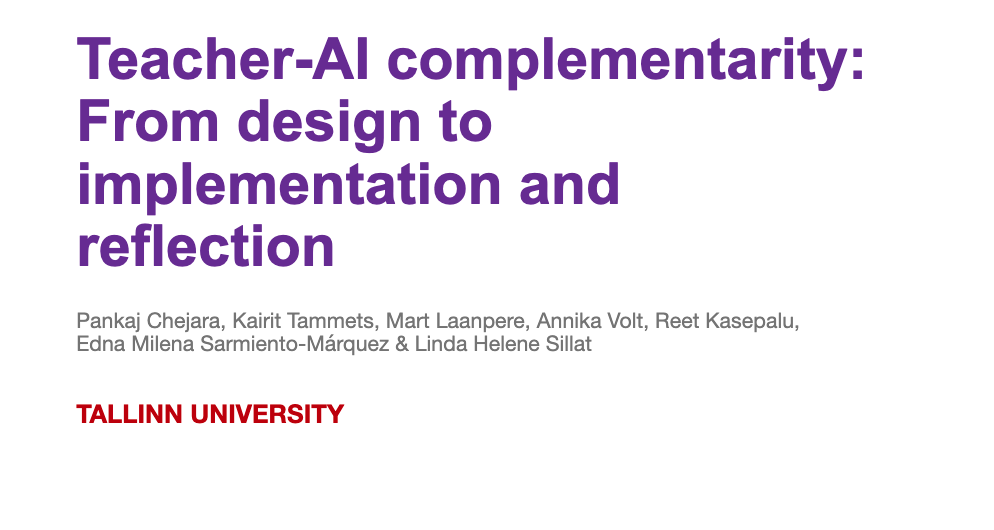 Teacher-AI complementarity:
From design to
implementation and
reflection
Pankaj Chejara, Kairit Tammets, Mart Laanpere, Annika Volt, Reet Kasepalu,
Edna Milena Sarmiento-Márquez & Linda Helene Sillat
TALLINN UNIVERSITY